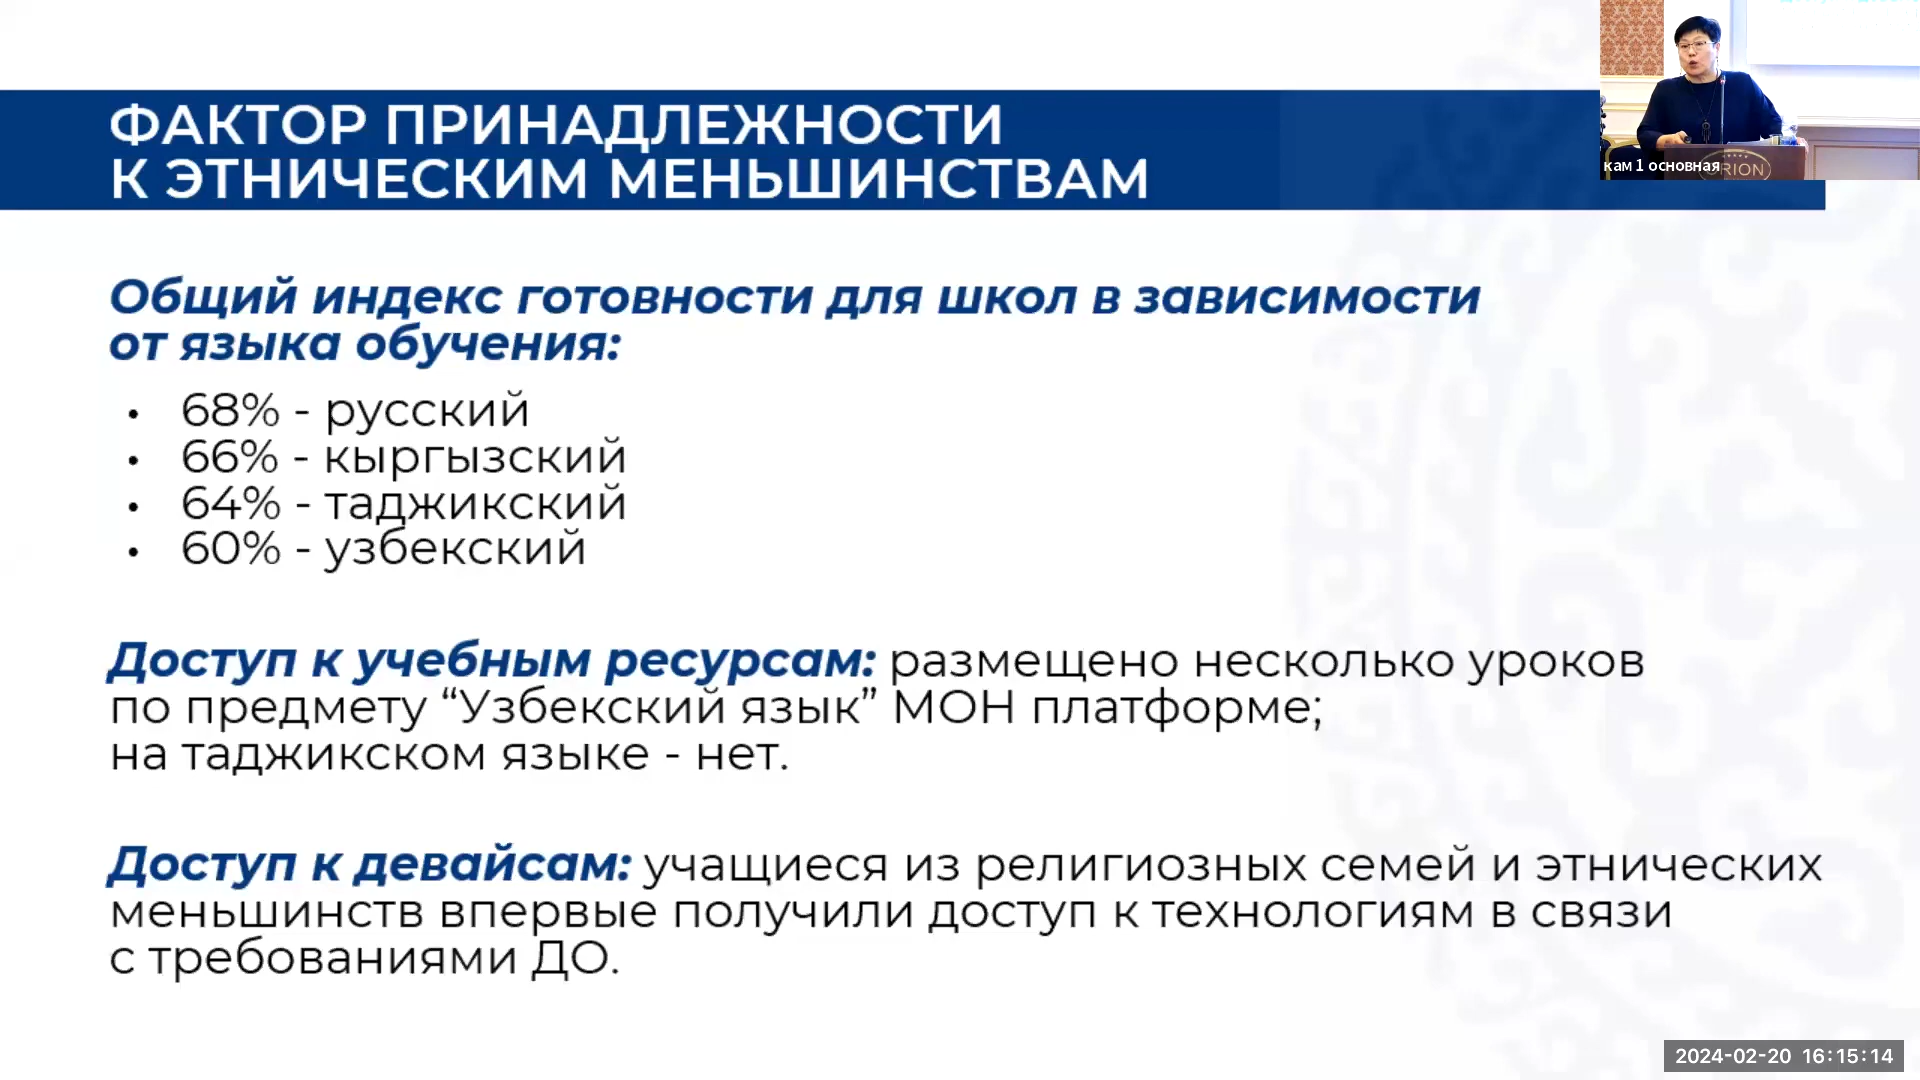 ФАКТОР ПРИНАДЛЕЖНОСТИ
К ЭТНИЧЕСКИМ МЕНЬШИНСТВАМ
кам 1 основная
RION
Общий индекс готовности для школ в зависимости
от языка обучения:
• 68% - русский
• 66% - кыргызский
• 64% - таджикский
• 60% - узбекский
Доступ к учебным ресурсам: размещено несколько уроков
по предмету “Узбекский язык” МОН платформе;
на таджикском языке - нет.
Доступ к девайсам: учащиеся из религиозных семей и этнических
меньшинств впервые получили доступ к технологиям в связи
с требованиями ДО.
2024-02-20 16:15:14